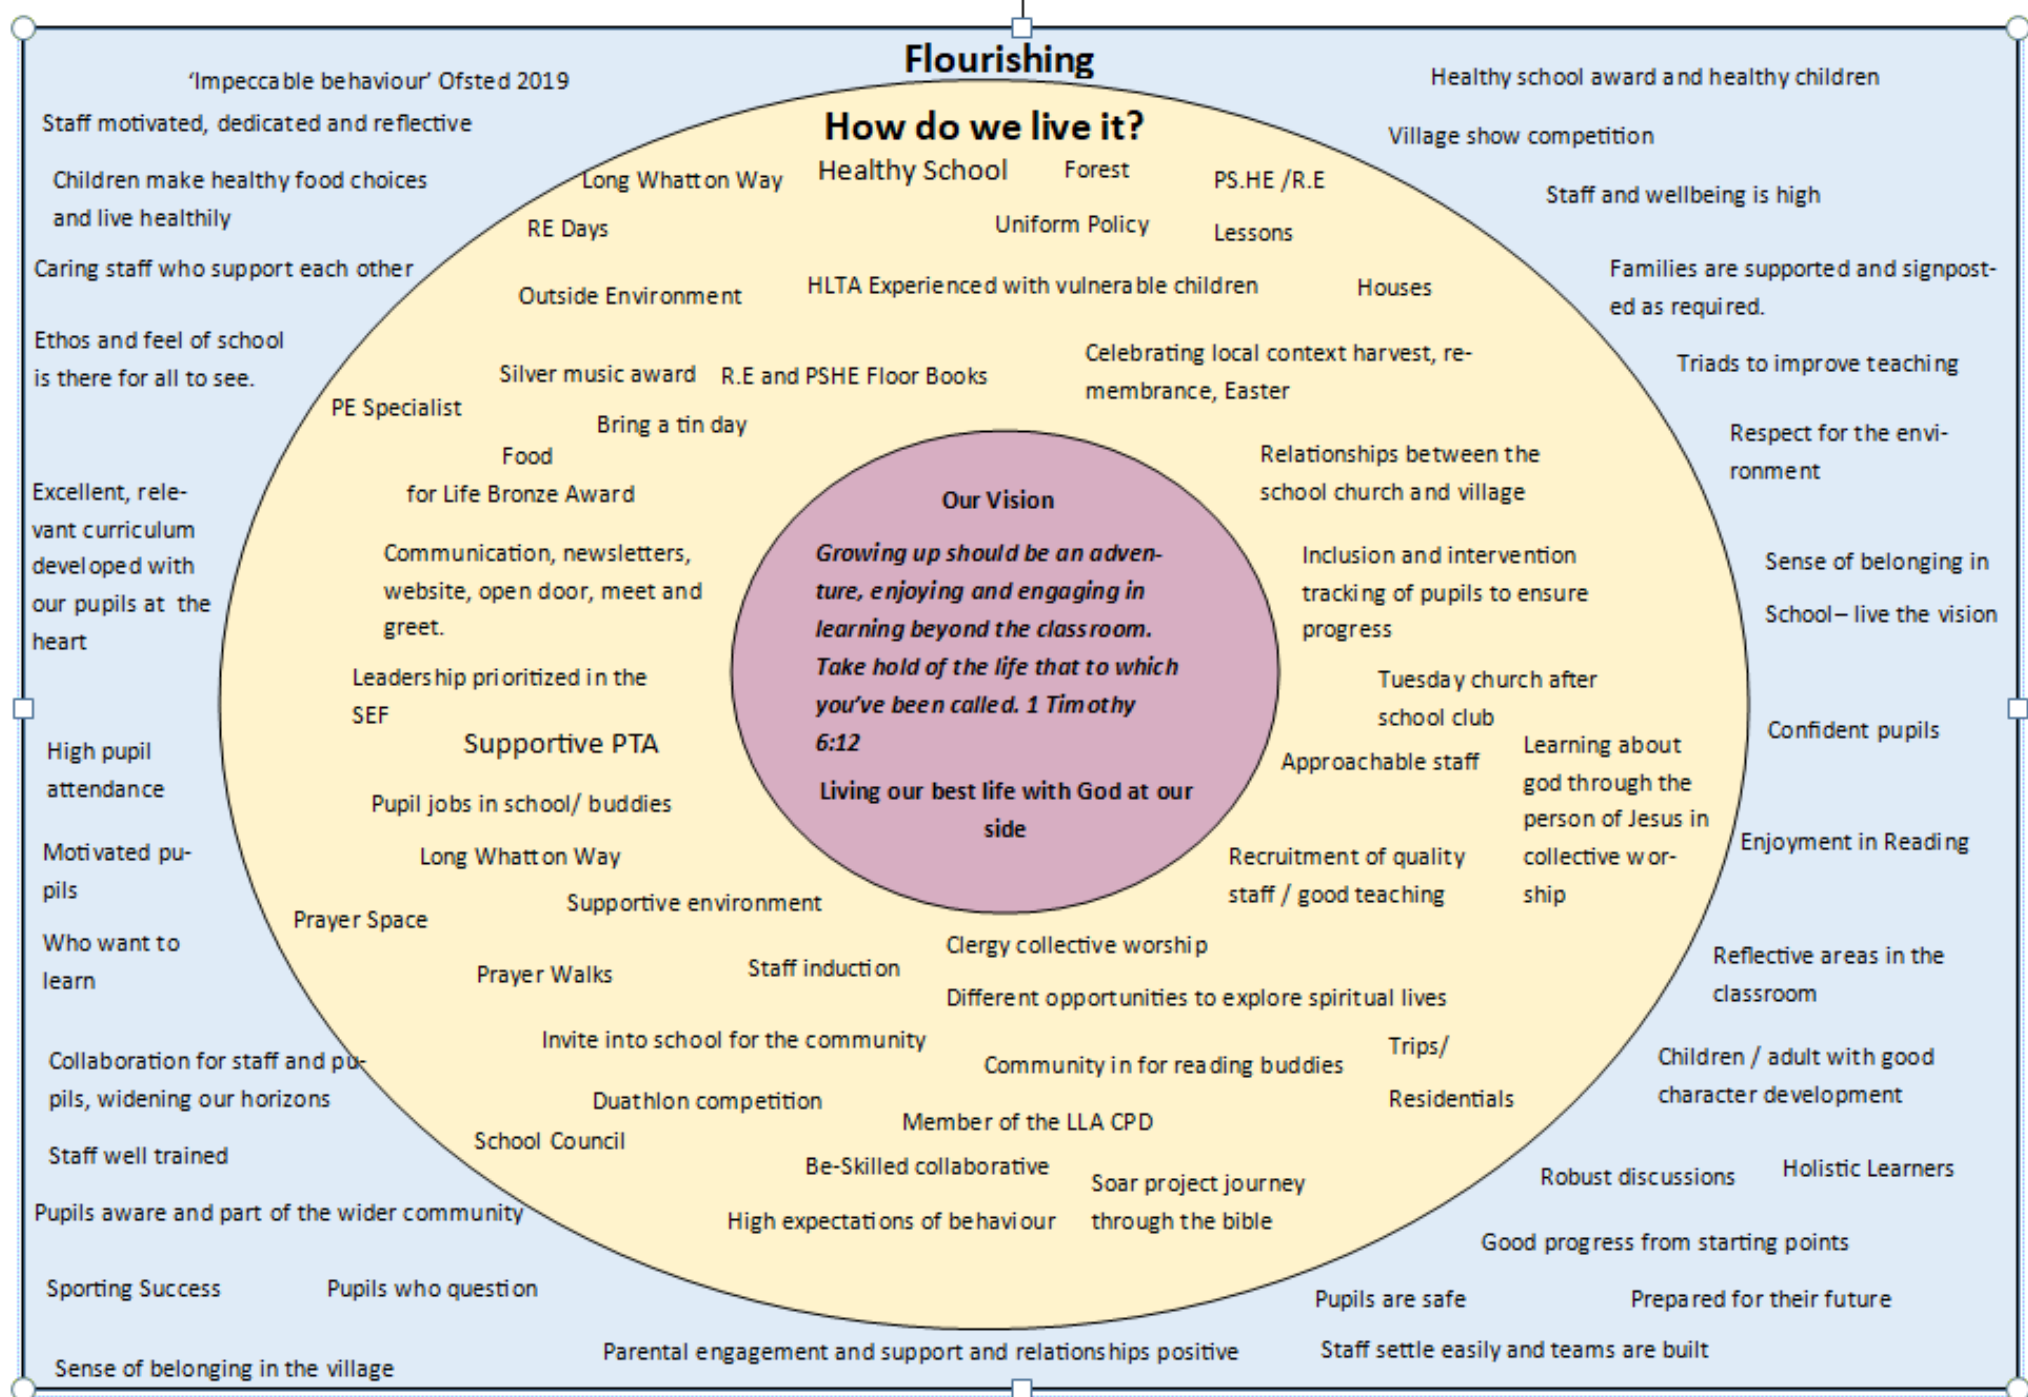 Flourishing
'Impeccable behaviour' Ofsted 2019
Staff motivated, dedicated and reflective
Children make healthy food choices
and live healthily
Caring staff who support each other
Ethos and feel of school
is there for all to see.
Excellent, rele-
vant curriculum
developed with
our pupils at the
heart
High pupil
attendance
Motivated pu-
pils
Who want to
learn
Collaboration for staff and pu-
pils, widening our horizons
Staff well trained
Pupils aware and part of the wider community
Sporting Success
Pupils who question
Sense of belonging in the village
How do we live it?
Long Whatton Way
Healthy School
Forest
PS.HE /R.E
Lessons
RE Days
Uniform Policy
Outside Environment
HLTA Experienced with vulnerable children
Houses
Silver music award
R.E and PSHE Floor Books
Celebrating local context harvest, re-
membrance, Easter
PE Specialist
Bring a tin day
Food
for Life Bronze Award
Relationships between the
school church and village
Communication, newsletters,
website, open door, meet and
greet.
Inclusion and intervention
tracking of pupils to ensure
progress
Leadership prioritized in the
SEF
Supportive PTA
Tuesday church after
school club
Approachable staff
Learning about
god through the
person of Jesus in
collective wor-
ship
Pupil jobs in school/ buddies
Long Whatton Way
Recruitment of quality
staff / good teaching
Prayer Space
Supportive environment
Prayer Walks
Staff induction
Clergy collective worship
Different opportunities to explore spiritual lives
Invite into school for the community
Community in for reading buddies
Trips/
Residentials
Duathlon competition
Member of the LLA CPD
School Council
Be-Skilled collaborative
Soar project journey
through the bible
High expectations of behaviour
Our Vision
Growing up should be an adven-
ture, enjoying and engaging in
learning beyond the classroom.
Take hold of the life that to which
you've been called. 1 Timothy
6:12
Living our best life with God at our
side
Healthy school award and healthy children
Village show competition
Staff and wellbeing is high
Families are supported and signpost-
ed as required.
Triads to improve teaching
Respect for the envi-
ronment
Sense of belonging in
School– live the vision
Confident pupils
Enjoyment in Reading
Reflective areas in the
classroom
Children / adult with good
character development
Robust discussions
Holistic Learners
Good progress from starting points
Pupils are safe
Prepared for their future
Parental engagement and support and relationships positive
Staff settle easily and teams are built